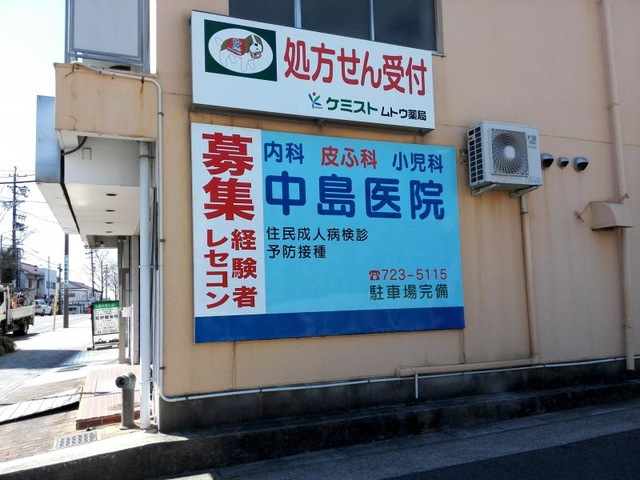 処方せん受付
ケミスト ムトウ薬局
募集
経験者
レセコン
内科 皮ふ科 小児科
中島医院
住民成人病検診
予防接種
☎723-5115
駐車場完備